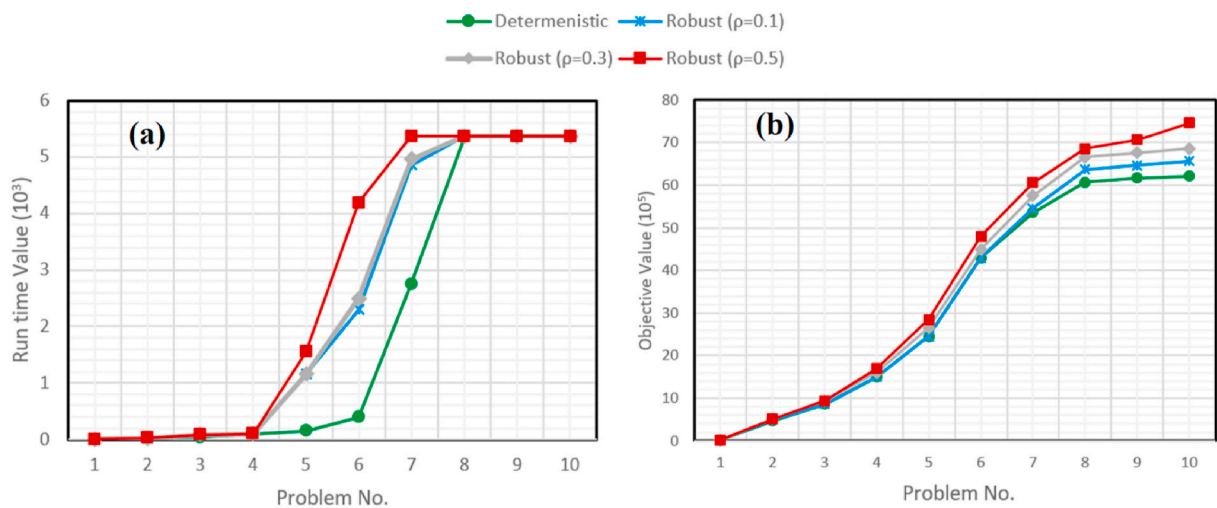 Determenistic Robust (ρ=0.1)
Robust (ρ=0.3) Robust (ρ=0.5)
(a)
Run time Value (10³)
6
5
4
3
2
1
0
1 2 3 4 5 6 7 8 9 10
Problem No.
(b)
Objective Value (10⁵)
80
70
60
50
40
30
20
10
0
1 2 3 4 5 6 7 8 9 10
Problem No.